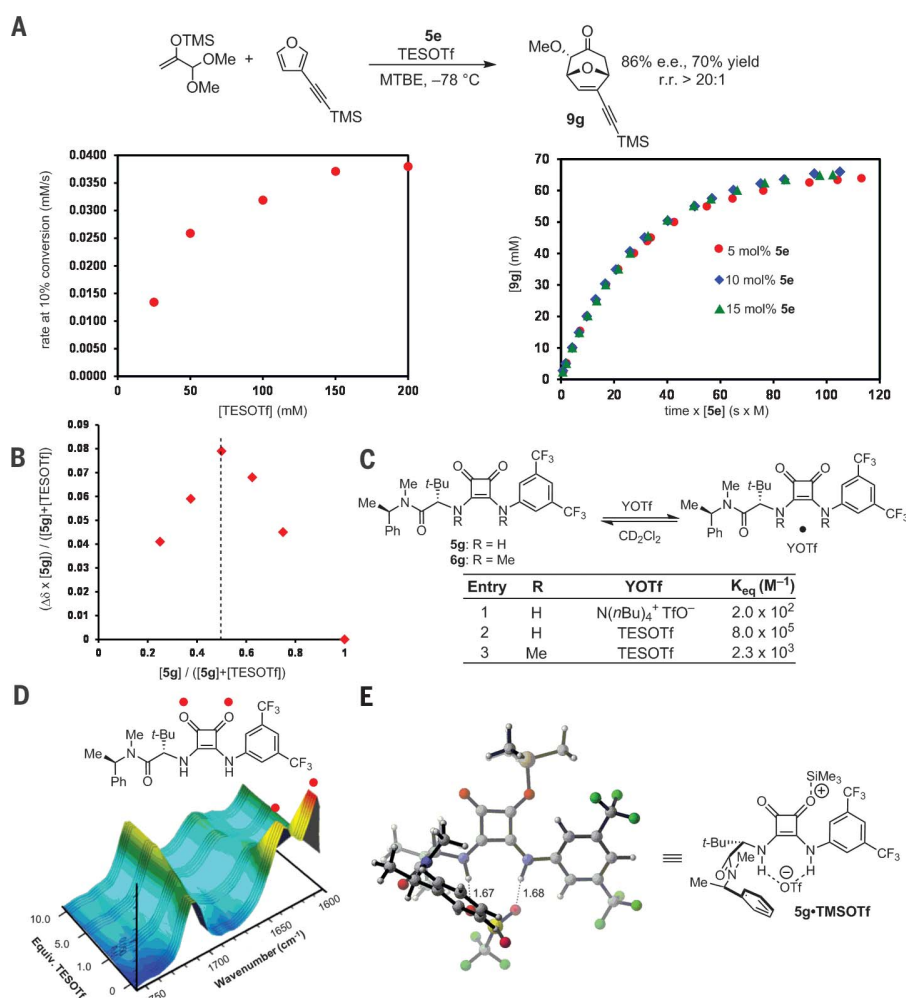 A
OTMS
OMe
OMe
+
O
TMS
5e
TESOTf
MTBE, –78 °C
MeO
O
O
9g
TMS
86% e.e., 70% yield
r.r. > 20:1
rate at 10% conversion (mM/s)
0.0400
0.0350
0.0300
0.0250
0.0200
0.0150
0.0100
0.0050
0.0000
0 50 100 150 200
[TESOTf] (mM)
[9g] (mM)
70
60
50
40
30
20
10
0
5 mol% 5e
10 mol% 5e
15 mol% 5e
0 20 40 60 80 100 120
time x [5e] (s x M)
B
(Δδ x [5g]) / ([5g]+[TESOTf])
0.09
0.08
0.07
0.06
0.05
0.04
0.03
0.02
0.01
0
0 0.2 0.4 0.6 0.8 1
[5g] / ([5g]+[TESOTf])
C
Me
Me
N
Ph
O
t-Bu
N
R
O
O
N
R
CF3
CF3
5g: R = H
6g: R = Me
YOTf
CD2Cl2
Me
Me
N
Ph
O
t-Bu
N
R
O
O
N
R
CF3
CF3
•
YOTf
Entry R YOTf Keq (M−1)
1 H N(nBu)4+ TfO− 2.0 x 10²
2 H TESOTf 8.0 x 10⁵
3 Me TESOTf 2.3 x 10³
D
Me
Me
N
Ph
O
t-Bu
N
H
O
O
N
H
CF3
CF3
10.0
5.0
1.0
0
Equiv. TESOTf
1750
1700
1650
1600
Wavenumber (cm−1)
E
1.67
1.68
≡
SiMe3
O
O
+
CF3
CF3
t-Bu
N
H
N
H
Me
O
N
Me
−
OTf
5g•TMSOTf